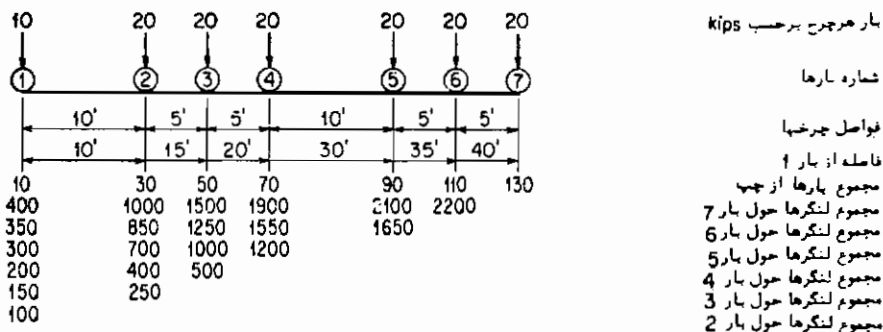 10 20 20 20 20 20 20 بار هرچرخ برحسب kips
1 2 3 4 5 6 7 شماره بارها
10' 5' 5' 10' 5' 5' فواصل چرخها
10' 15' 20' 30' 35' 40' فاصله از بار 1
10 30 50 70 90 110 130 مجموع بارها از چپ
400 1000 1500 1900 2100 2200 مجموع لنگرها حول بار 7
350 850 1250 1550 1650 مجموع لنگرها حول بار 6
300 700 1000 1200 مجموع لنگرها حول بار 5
200 400 500 مجموع لنگرها حول بار 4
150 250 مجموع لنگرها حول بار 3
100 مجموع لنگرها حول بار 2